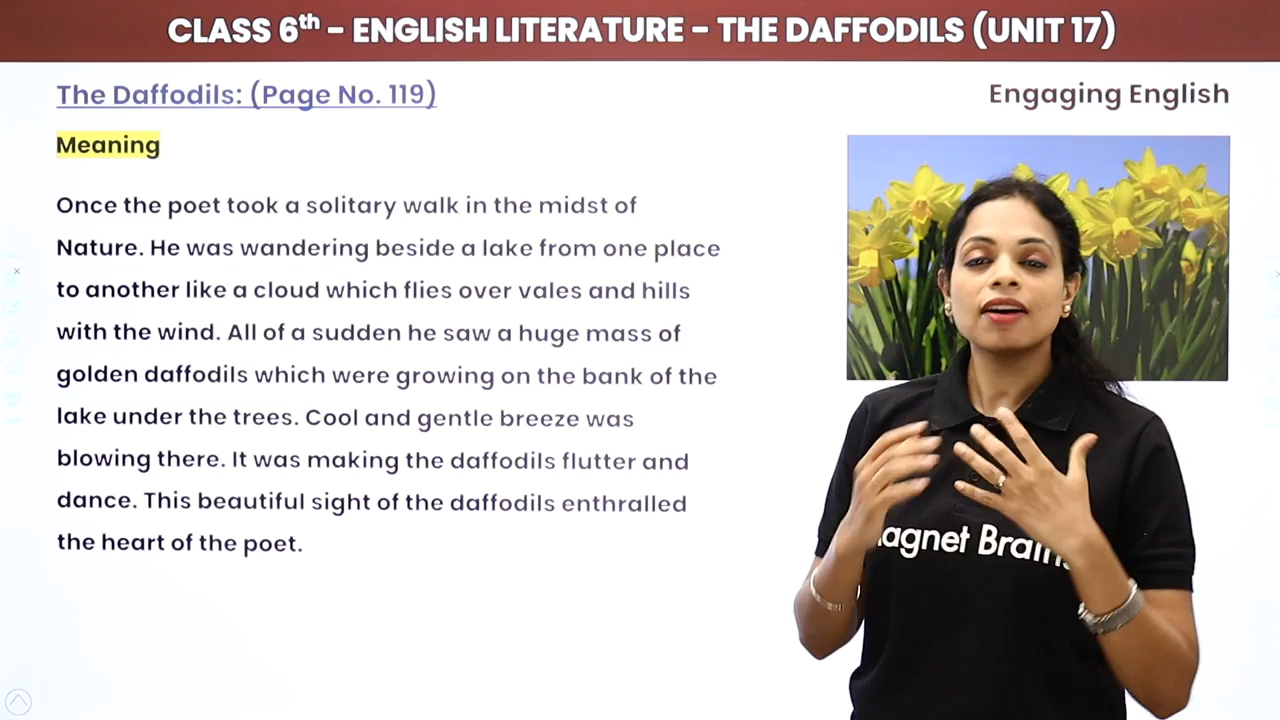 CLASS 6th - ENGLISH LITERATURE - THE DAFFODILS (UNIT 17)
The Daffodils: (Page No. 119)
Engaging English
Meaning
Once the poet took a solitary walk in the midst of
Nature. He was wandering beside a lake from one place
to another like a cloud which flies over vales and hills
with the wind. All of a sudden he saw a huge mass of
golden daffodils which were growing on the bank of the
lake under the trees. Cool and gentle breeze was
blowing there. It was making the daffodils flutter and
dance. This beautiful sight of the daffodils enthralled
the heart of the poet.
agnet Brain